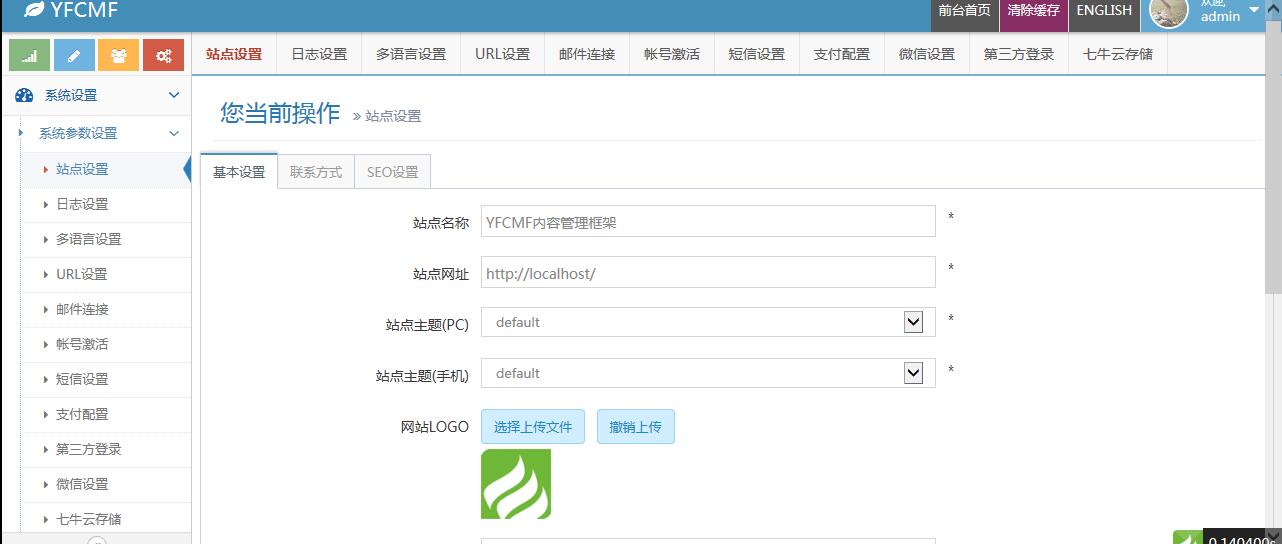 YFCMF
前台首页 清除缓存 ENGLISH 欢迎,
admin
站点设置 日志设置 多语言设置 URL设置 邮件连接 帐号激活 短信设置 支付配置 微信设置 第三方登录 七牛云存储
系统设置
系统参数设置
站点设置
日志设置
多语言设置
URL设置
邮件连接
帐号激活
短信设置
支付配置
第三方登录
微信设置
七牛云存储
您当前操作 » 站点设置
基本设置 联系方式 SEO设置
站点名称 YFCMF内容管理框架 *
站点网址 http://localhost/ *
站点主题(PC) default *
站点主题(手机) default *
网站LOGO 选择上传文件 撤销上传
0.140400s